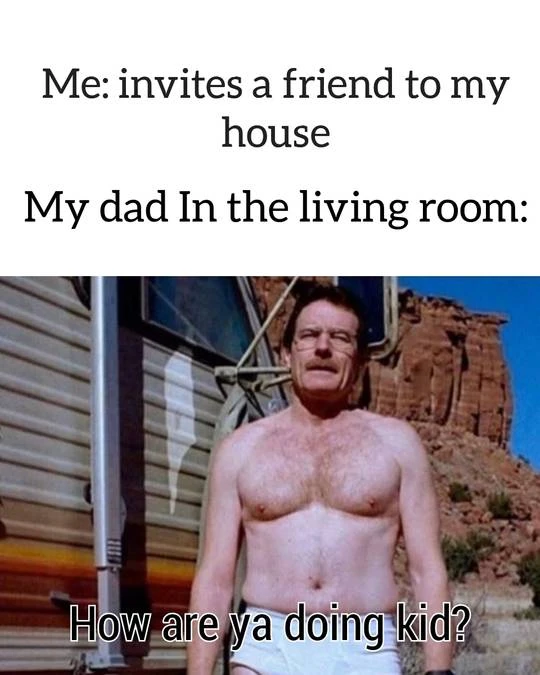 Me: invites a friend to my
house
My dad In the living room:
How are ya doing kid?